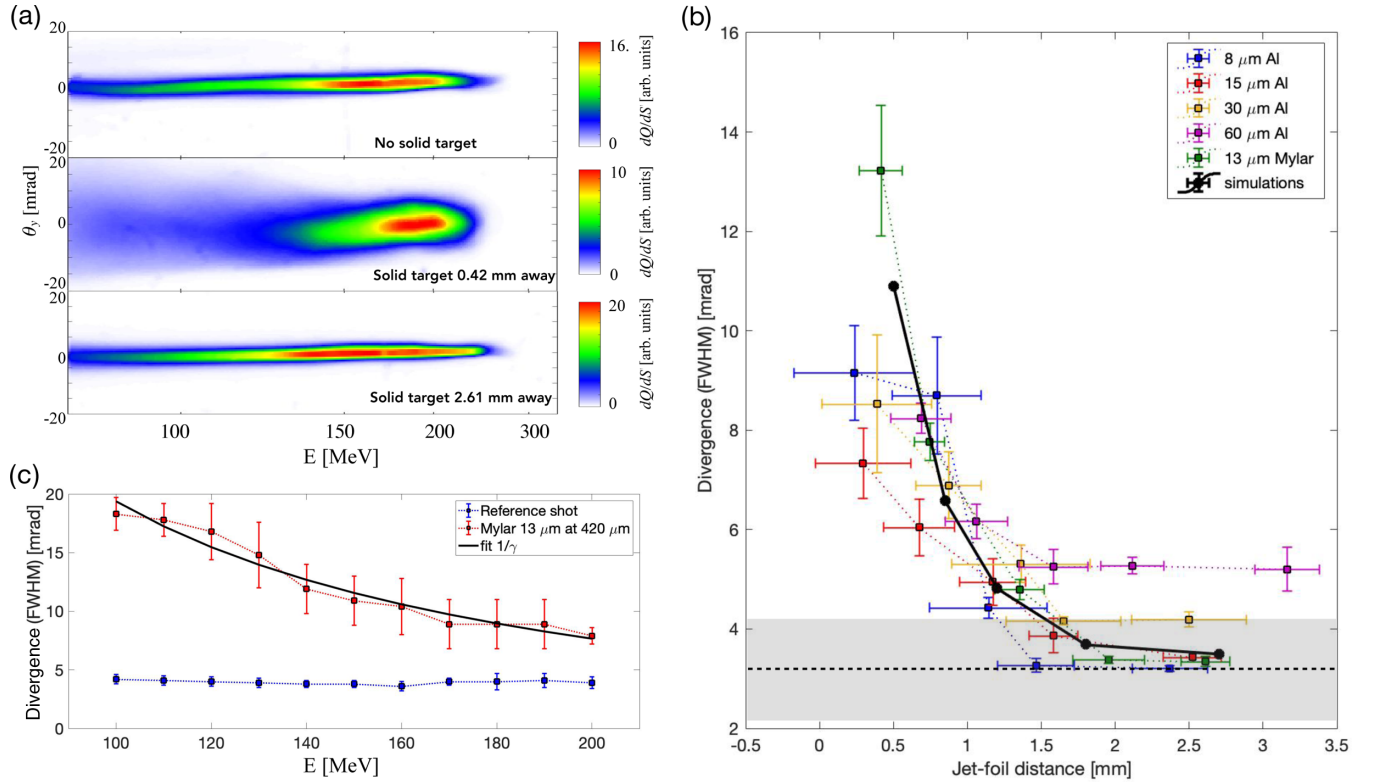 (a)
20
0
-20
No solid target
16.
0
dQ/dS [arb. units]
20
0
-20
θy [mrad]
Solid target 0.42 mm away
10
0
dQ/dS [arb. units]
20
0
-20
Solid target 2.61 mm away
20
0
dQ/dS [arb. units]
100 150 200 300
E [MeV]
(b)
16
14
12
10
8
6
4
2
Divergence (FWHM) [mrad]
8 μm Al
15 μm Al
30 μm Al
60 μm Al
13 μm Mylar
simulations
-0.5 0 0.5 1 1.5 2 2.5 3 3.5
Jet-foil distance [mm]
(c)
20
15
10
5
0
Divergence (FWHM) [mrad]
Reference shot
Mylar 13 μm at 420 μm
fit 1/γ
100 120 140 160 180 200
E [MeV]